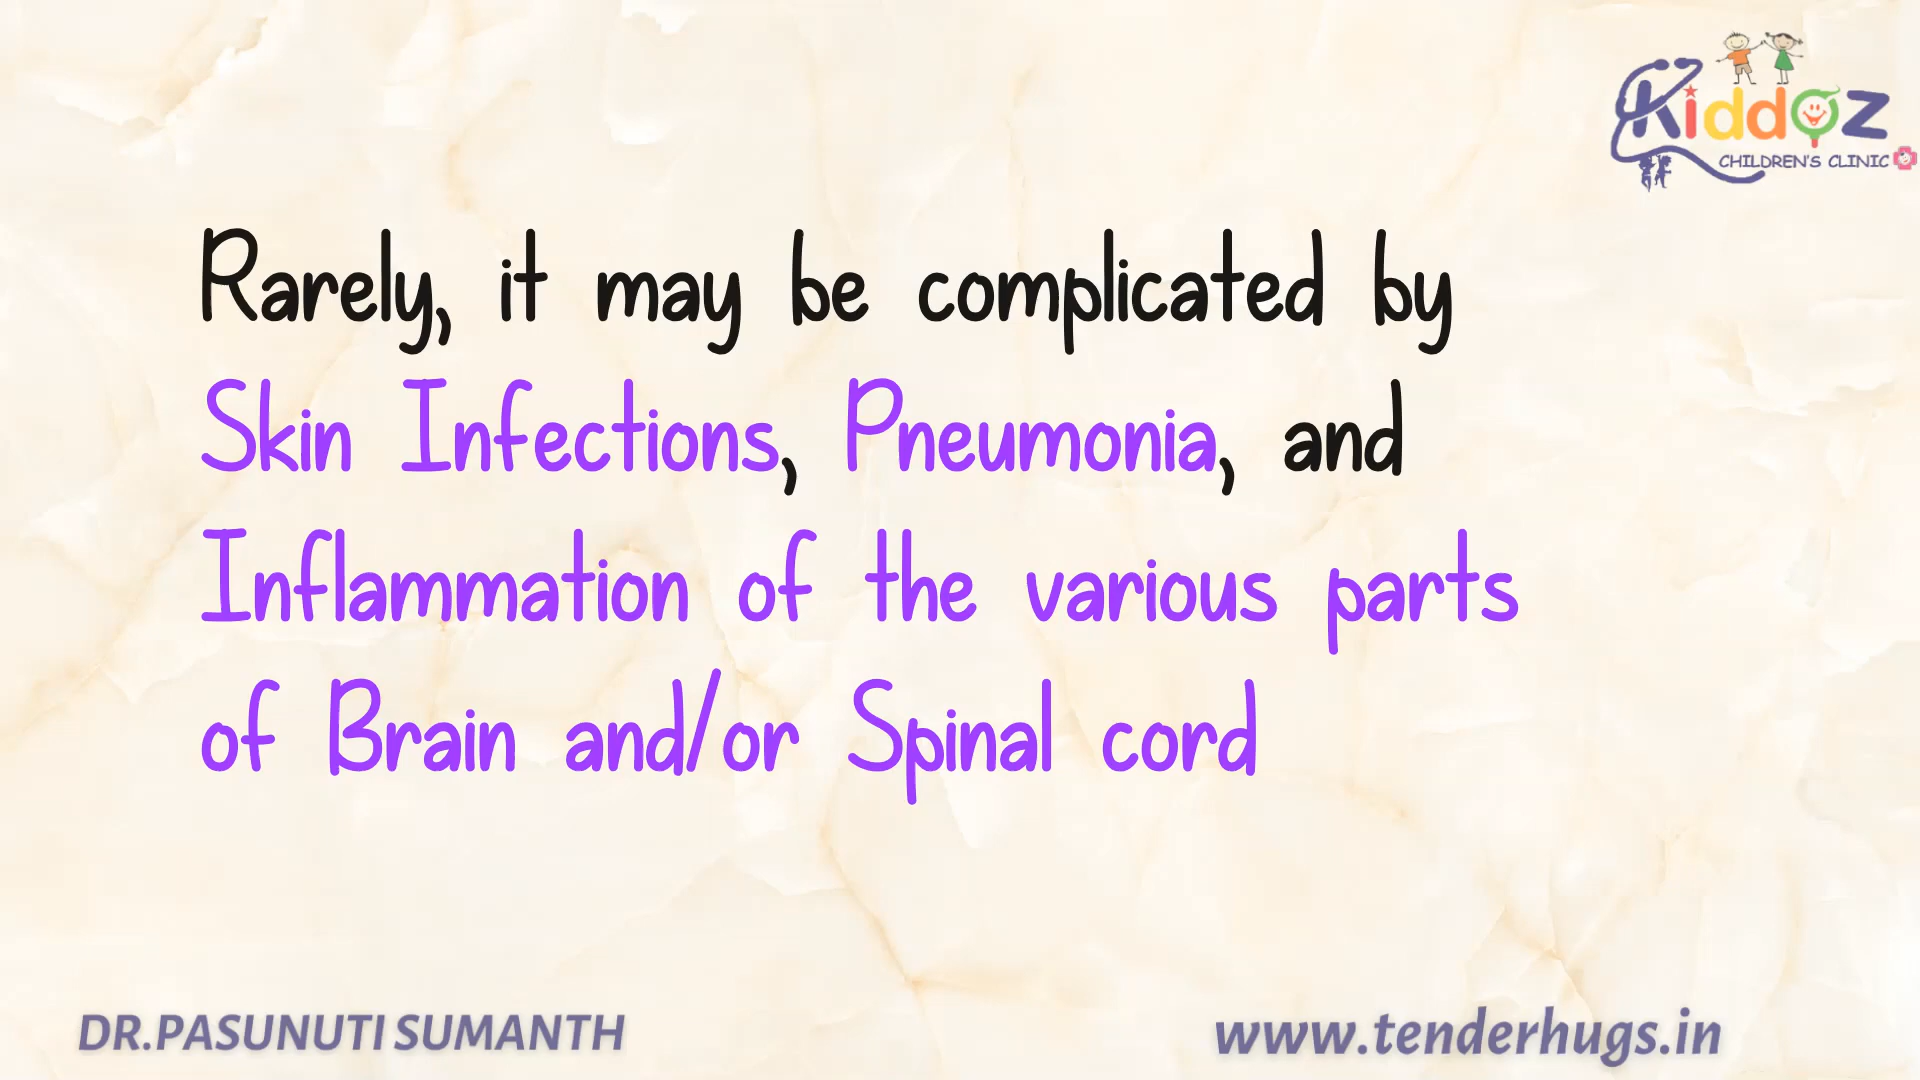 Kiddoz
CHILDREN'S CLINIC
Rarely, it may be complicated by
Skin Infections, Pneumonia, and
Inflammation of the various parts
of Brain and/or Spinal cord
DR.PASUNUTI SUMANTH
www.tenderhugs.in